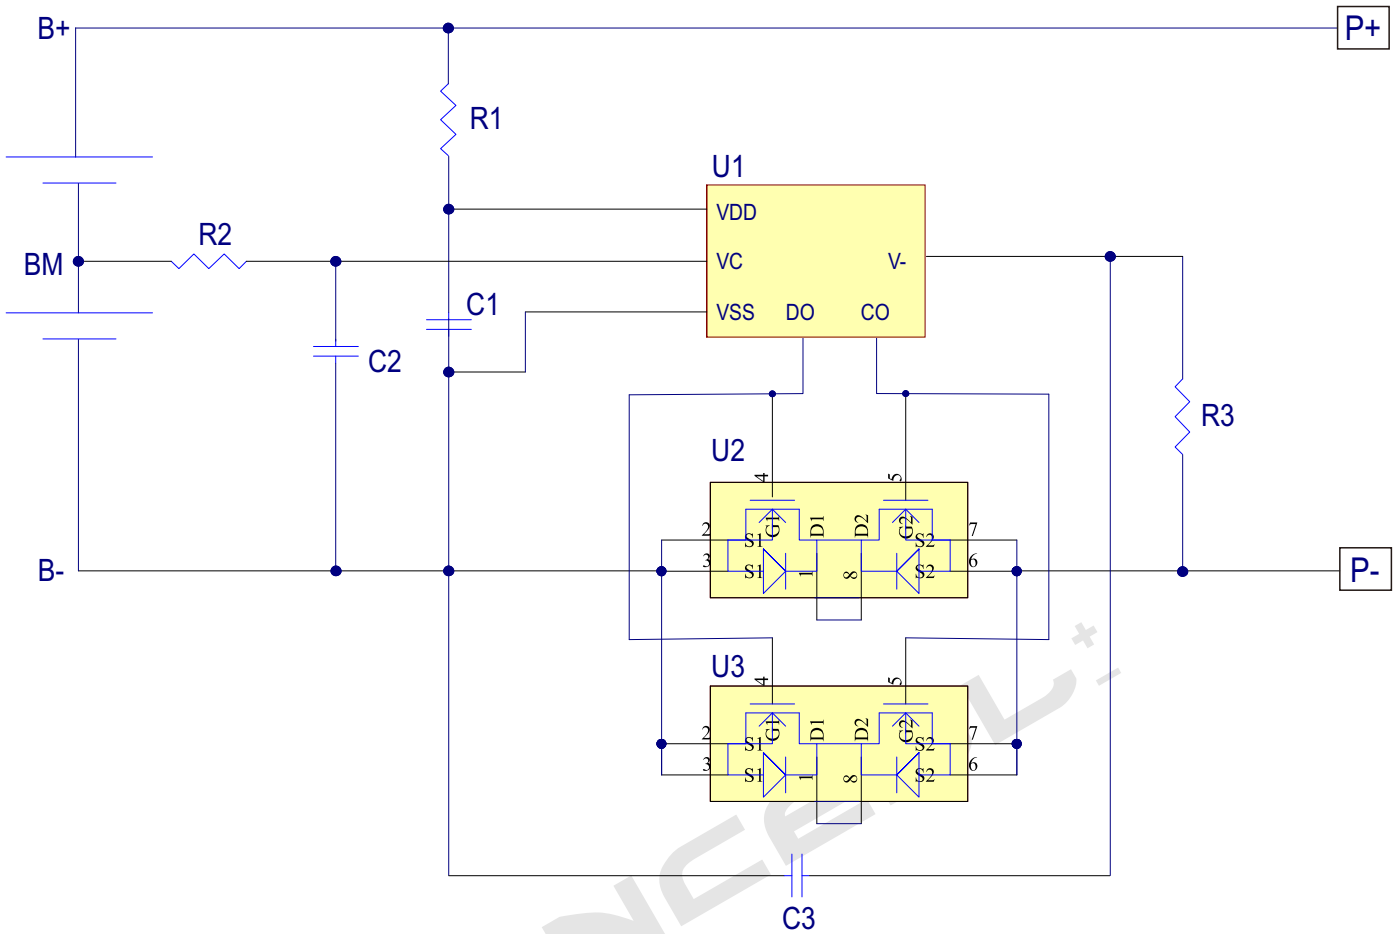 B+
P+
R1
U1
VDD
R2
BM
VC
V-
C1
VSS
DO
CO
C2
R3
U2
4
5
G1
D1
D2
G2
2
S1
S2
7
3
S1
1
8
S2
6
B-
P-
U3
4
5
G1
D1
D2
G2
2
S1
S2
7
3
S1
1
8
S2
6
C3